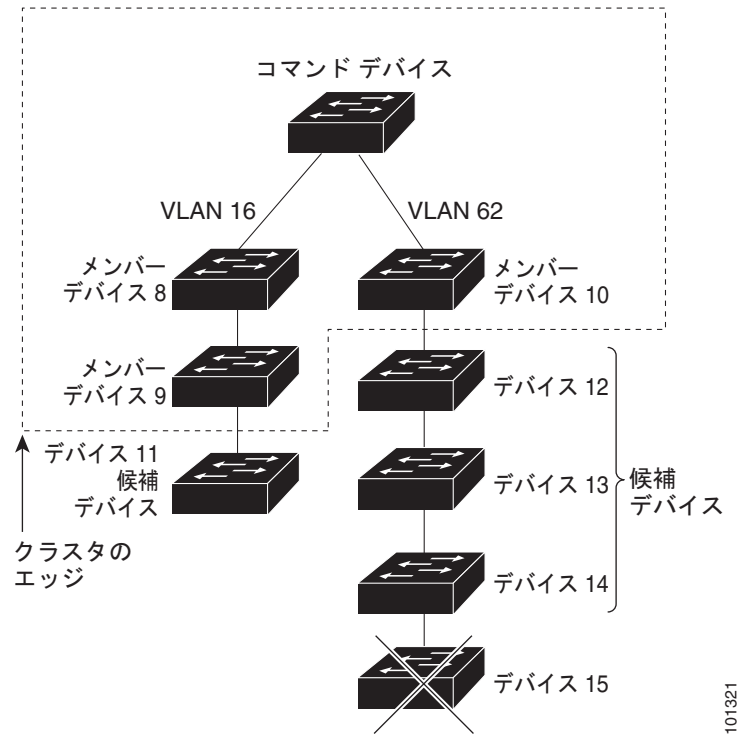 コマンド デバイス
VLAN 16
VLAN 62
メンバー
デバイス 8
メンバー
デバイス 10
メンバー
デバイス 9
デバイス 12
デバイス 11
候補
デバイス
デバイス 13
候補
デバイス
クラスタの
エッジ
デバイス 14
デバイス 15
101321